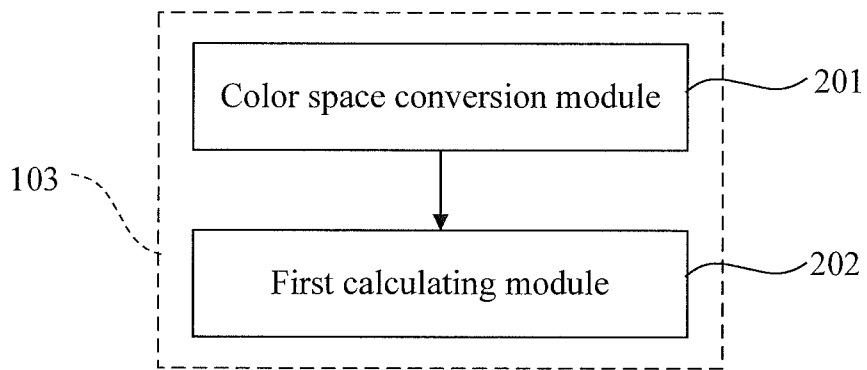 Color space conversion module
201
103
First calculating module
202